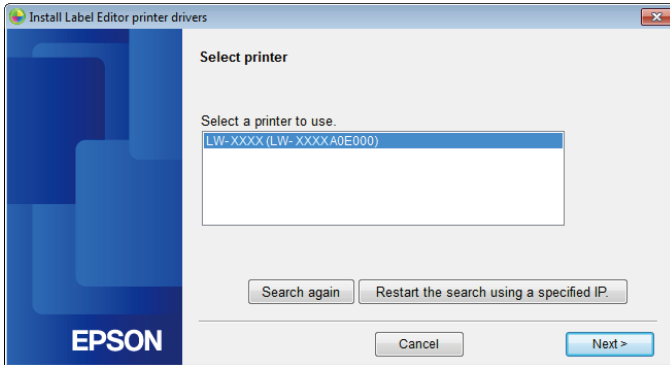 Install Label Editor printer drivers
Select printer
Select a printer to use.
LW-XXXX (LW-XXXXA0E000)
Search again
Restart the search using a specified IP.
EPSON
Cancel
Next >